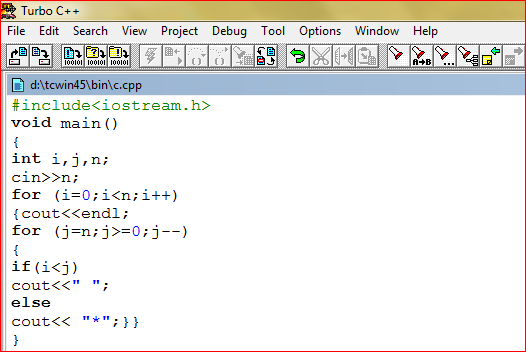 Turbo C++
File Edit Search View Project Debug Tool Options Window Help
d:\tcwin45\bin\c.cpp
#include<iostream.h>
void main()
{
int i,j,n;
cin>>n;
for (i=0;i<n;i++)
{cout<<endl;
for (j=n;j>=0;j--)
{
if(i<j)
cout<<" ";
else
cout<< "*";}}
}